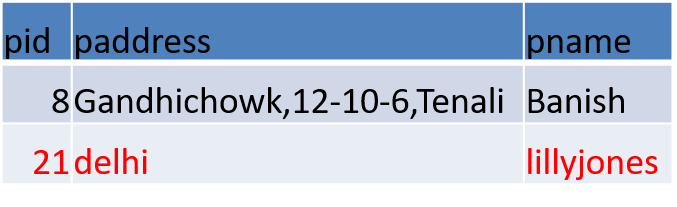 pid paddress pname
8 Gandhichowk,12-10-6,Tenali Banish
21 delhi lillyjones